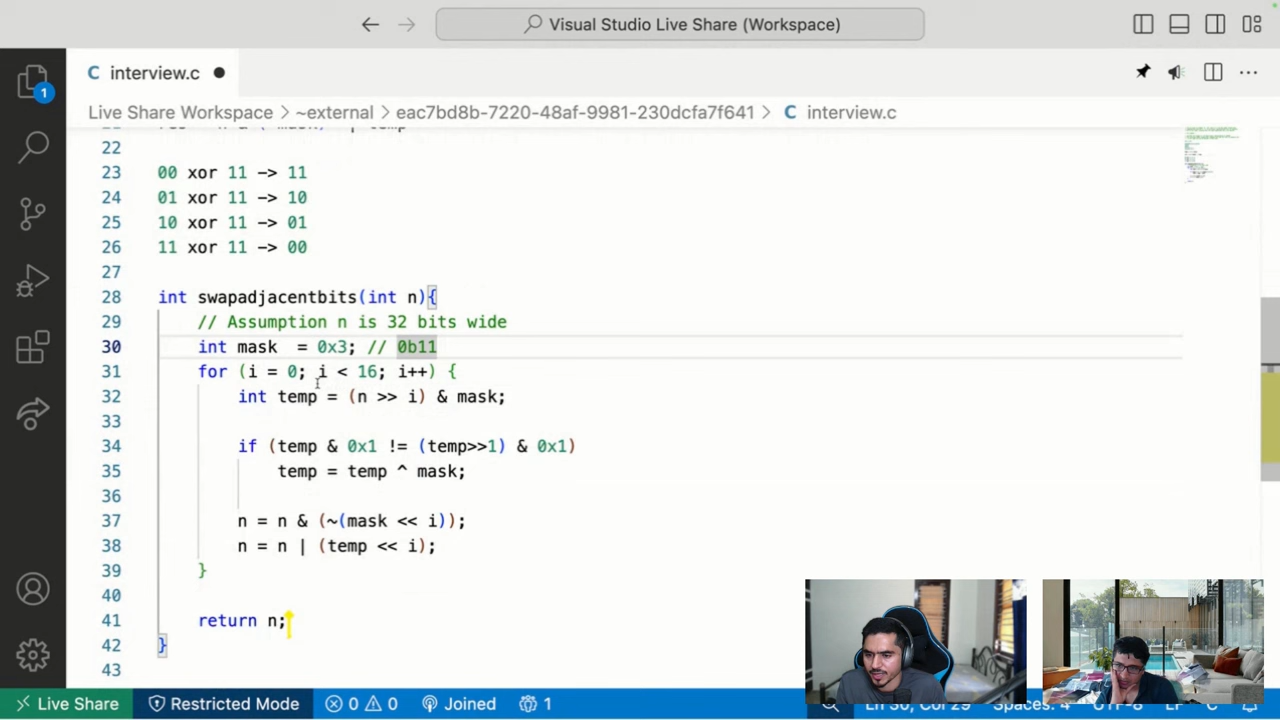 Visual Studio Live Share (Workspace)
1
interview.c
Live Share Workspace > ~external > eac7bd8b-7220-48af-9981-230dcfa7f641 > interview.c
22
23 00 xor 11 -> 11
24 01 xor 11 -> 10
25 10 xor 11 -> 01
26 11 xor 11 -> 00
27
28 int swapadjacentbits(int n){
29 // Assumption n is 32 bits wide
30 int mask  = 0x3; // 0b11
31 for (i = 0; i < 16; i++) {
32 int temp = (n >> i) & mask;
33
34 if (temp & 0x1 != (temp>>1) & 0x1)
35 temp = temp ^ mask;
36
37 n = n & (~(mask << i));
38 n = n | (temp << i);
39 }
40
41 return n;
42 }
43
Live Share Restricted Mode 0 0 Joined 1